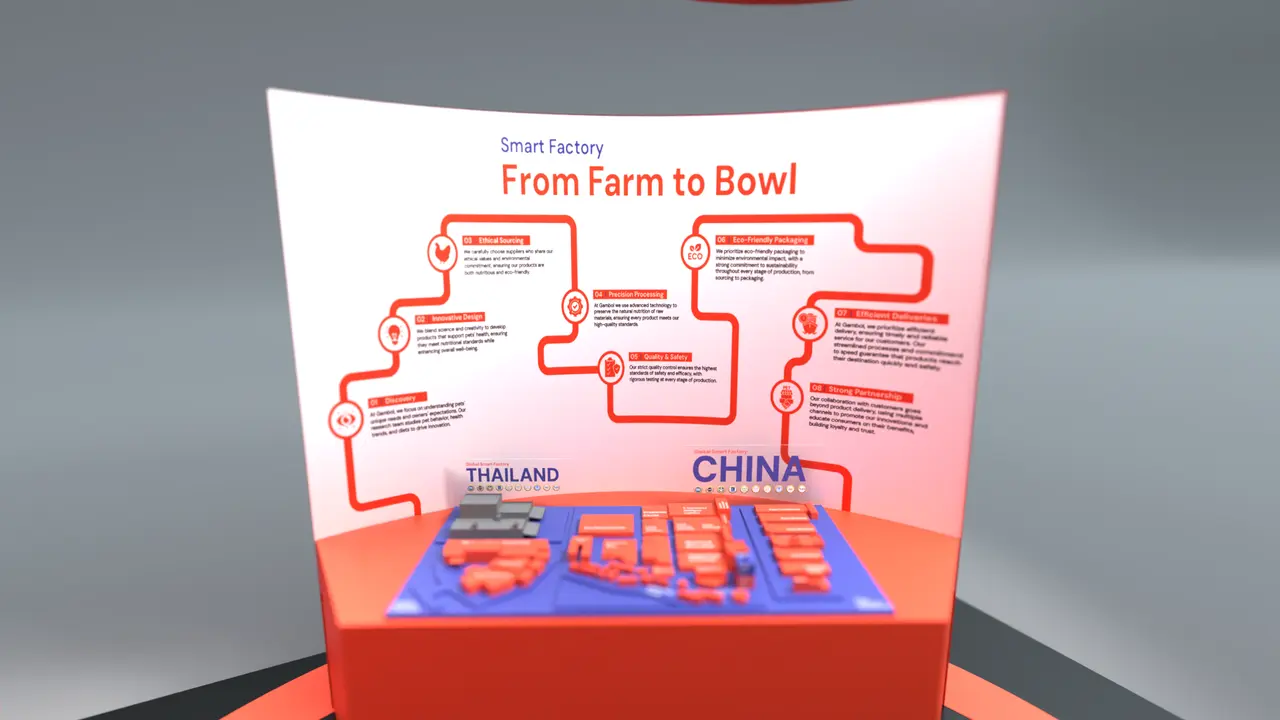 Smart Factory
From Farm to Bowl
01 Discovery
At Gambol, we focus on understanding pets'
unique needs and owners' expectations. Our
research team studies pet behavior, health
trends, and diets to drive innovation.
02 Innovative Design
We blend science and creativity to develop
products that support pets' health, ensuring
they meet nutritional standards while
enhancing overall well-being.
03 Ethical Sourcing
We carefully choose suppliers who share our
ethical values and environmental
commitment, ensuring our products are
both nutritious and eco-friendly.
04 Precision Processing
At Gambol we use advanced technology to
preserve the natural nutrition of raw
materials, ensuring every product meets our
high-quality standards.
05 Quality & Safety
Our strict quality control ensures the highest
standards of safety and efficacy, with
rigorous testing at every stage of production.
ECO
06 Eco-Friendly Packaging
We prioritize eco-friendly packaging to
minimize environmental impact, with a
strong commitment to sustainability
throughout every stage of production, from
sourcing to packaging.
07 Efficient Deliveries
At Gambol, we prioritize efficient
delivery, ensuring timely and reliable
service for our customers. Our
streamlined processes and commitment
to speed guarantee that products reach
their destination quickly and safely.
08 Strong Partnership
Our collaboration with customers goes
beyond product delivery, using multiple
channels to promote our innovations and
educate consumers on their benefits,
building loyalty and trust.
Global Smart Factory
THAILAND
Global Smart Factory
CHINA